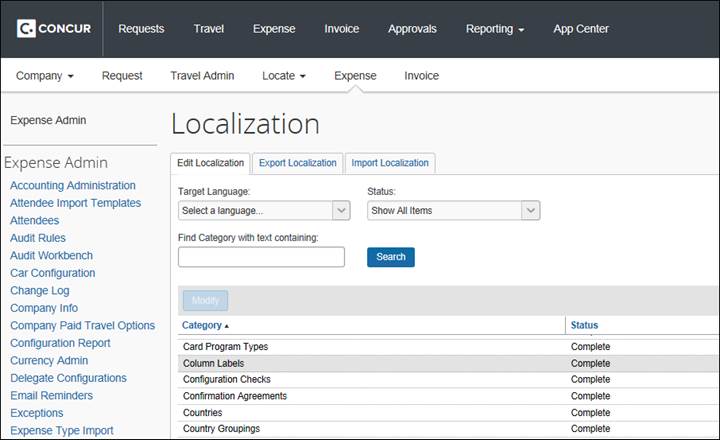 C. CONCUR Requests Travel Expense Invoice Approvals Reporting App Center
Company Request Travel Admin Locate Expense Invoice
Expense Admin
Expense Admin
Accounting Administration
Attendee Import Templates
Attendees
Audit Rules
Audit Workbench
Car Configuration
Change Log
Company Info
Company Paid Travel Options
Configuration Report
Currency Admin
Delegate Configurations
Email Reminders
Exceptions
Expense Type Import
Localization
Edit Localization Export Localization Import Localization
Target Language: Status:
Select a language... Show All Items
Find Category with text containing:
Search
Modify
Category Status
Card Program Types Complete
Column Labels Complete
Configuration Checks Complete
Confirmation Agreements Complete
Countries Complete
Country Groupings Complete